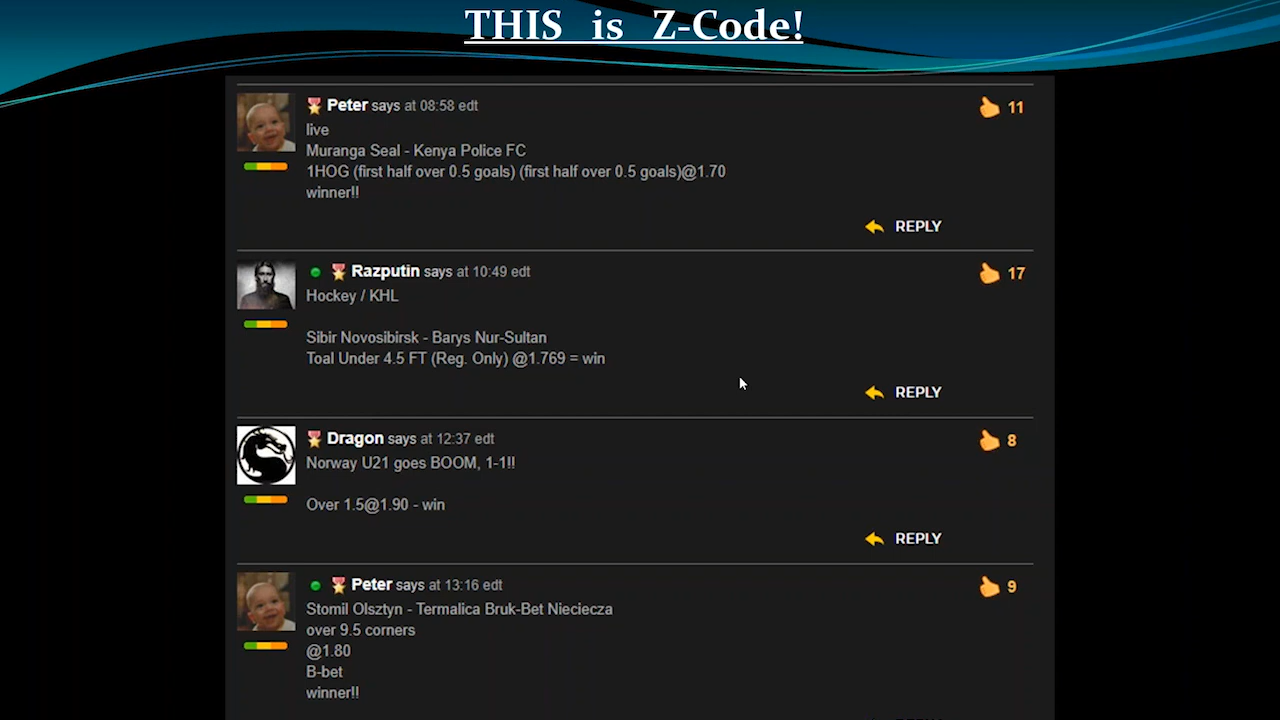 THIS is Z-Code!
Peter says at 08:58 edt
11
live
Muranga Seal - Kenya Police FC
1HOG (first half over 0.5 goals) (first half over 0.5 goals)@1.70
winner!!
REPLY
Razputin says at 10:49 edt
17
Hockey / KHL
Sibir Novosibirsk - Barys Nur-Sultan
Toal Under 4.5 FT (Reg. Only) @1.769 = win
REPLY
Dragon says at 12:37 edt
8
Norway U21 goes BOOM, 1-1!!
Over 1.5@1.90 - win
REPLY
Peter says at 13:16 edt
9
Stomil Olsztyn - Termalica Bruk-Bet Nieciecza
over 9.5 corners
@1.80
B-bet
winner!!